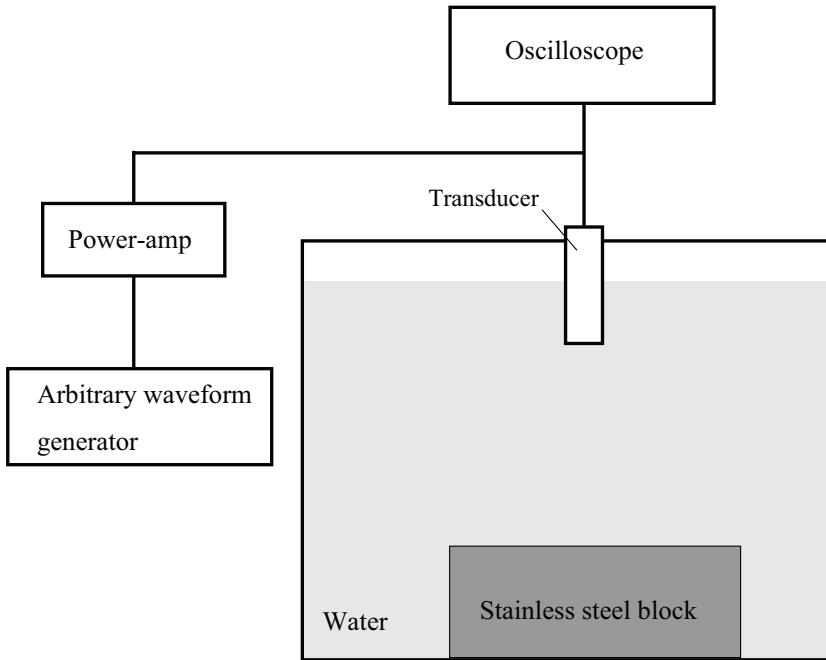 Oscilloscope
Transducer
Power-amp
Arbitrary waveform
generator
Water
Stainless steel block